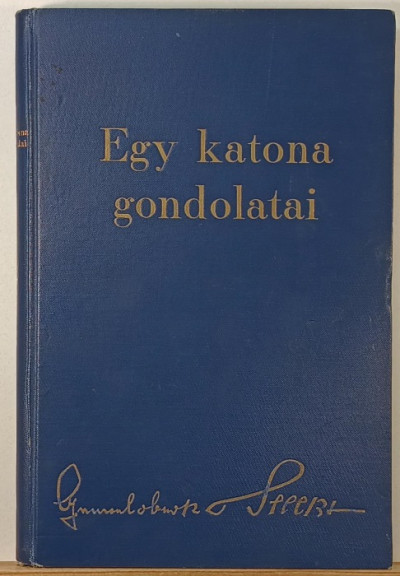 Egy katona
gondolatai
Generaloberst v Seeckt